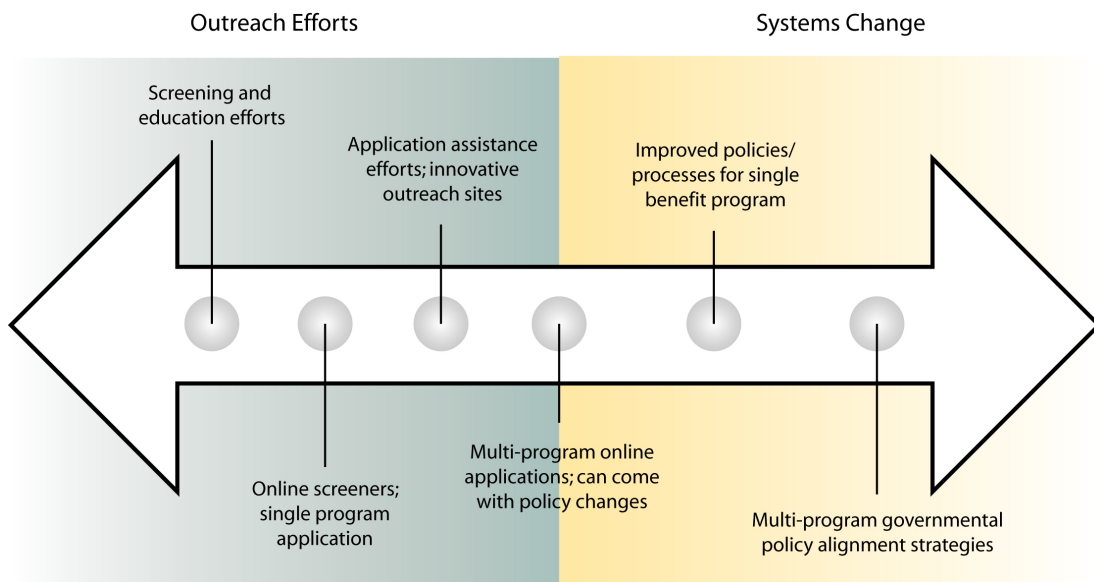 Outreach Efforts
Systems Change
Screening and
education efforts
Application assistance
efforts; innovative
outreach sites
Improved policies/
processes for single
benefit program
Online screeners;
single program
application
Multi-program online
applications; can come
with policy changes
Multi-program governmental
policy alignment strategies